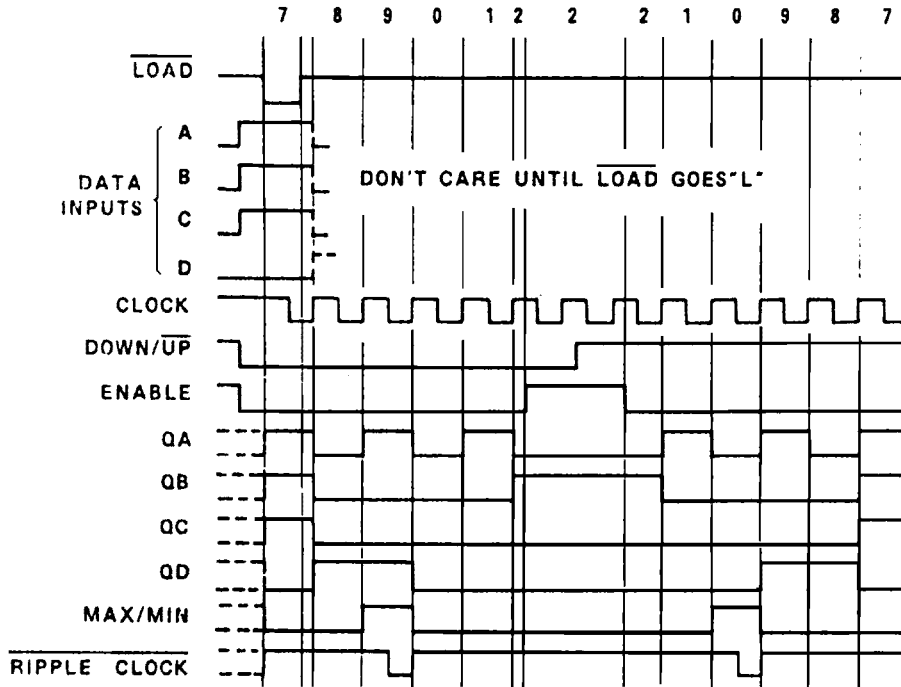 7 8 9 0 1 2 2 2 1 0 9 8 7
LOAD
A
B
DATA INPUTS
C
D
DON'T CARE UNTIL LOAD GOES"L"
CLOCK
DOWN/UP
ENABLE
QA
QB
QC
QD
MAX/MIN
RIPPLE CLOCK